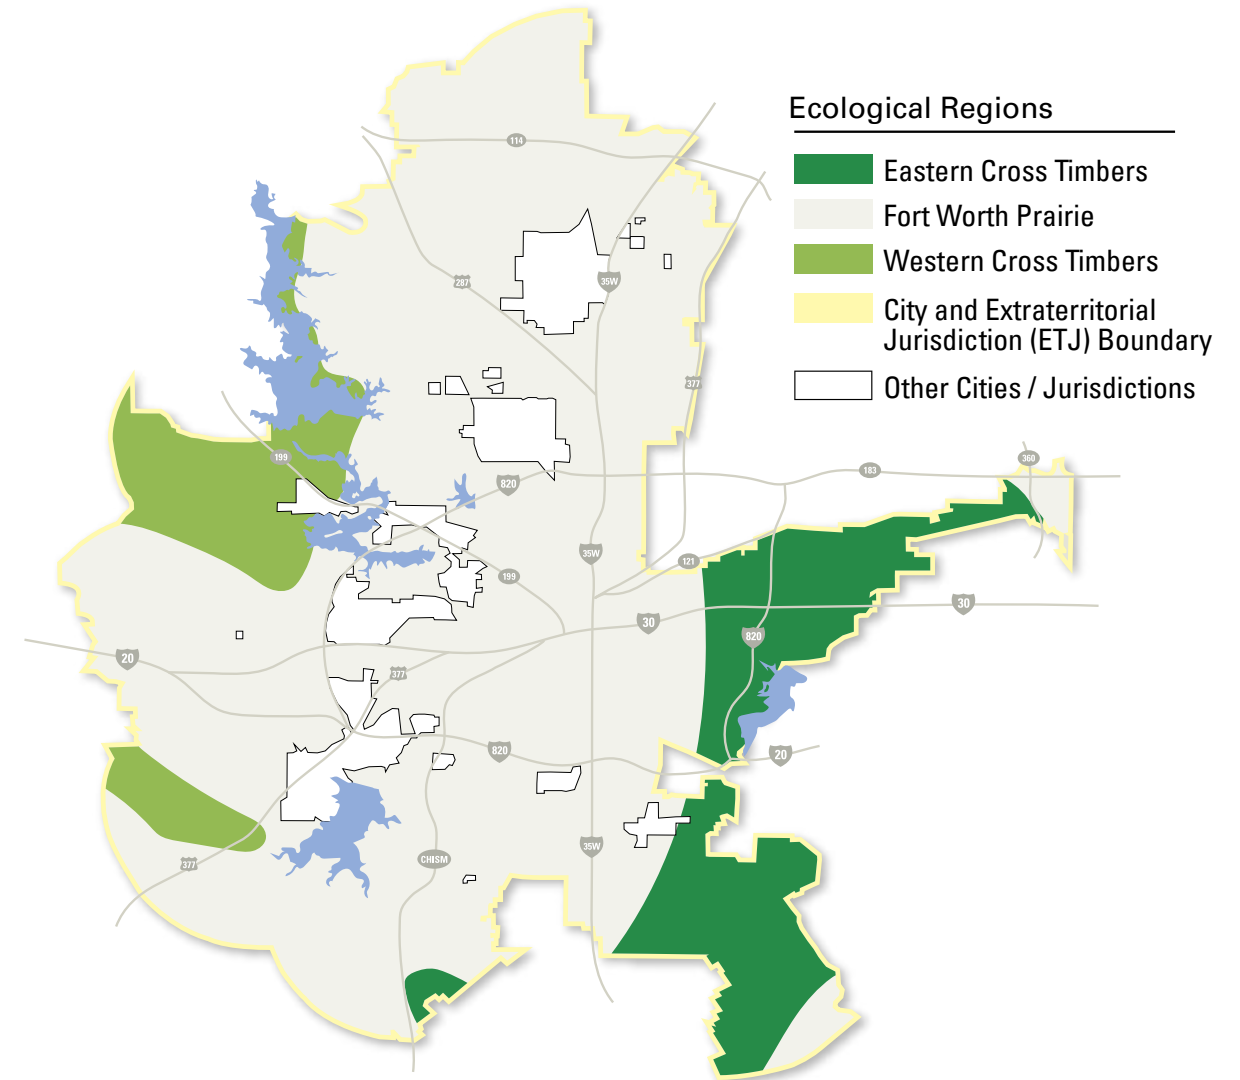 Ecological Regions
Eastern Cross Timbers
Fort Worth Prairie
Western Cross Timbers
City and Extraterritorial
Jurisdiction (ETJ) Boundary
Other Cities / Jurisdictions
114
287
35W
377
199
820
183
360
35W
121
199
30
30
820
20
377
820
20
35W
CHISM
377